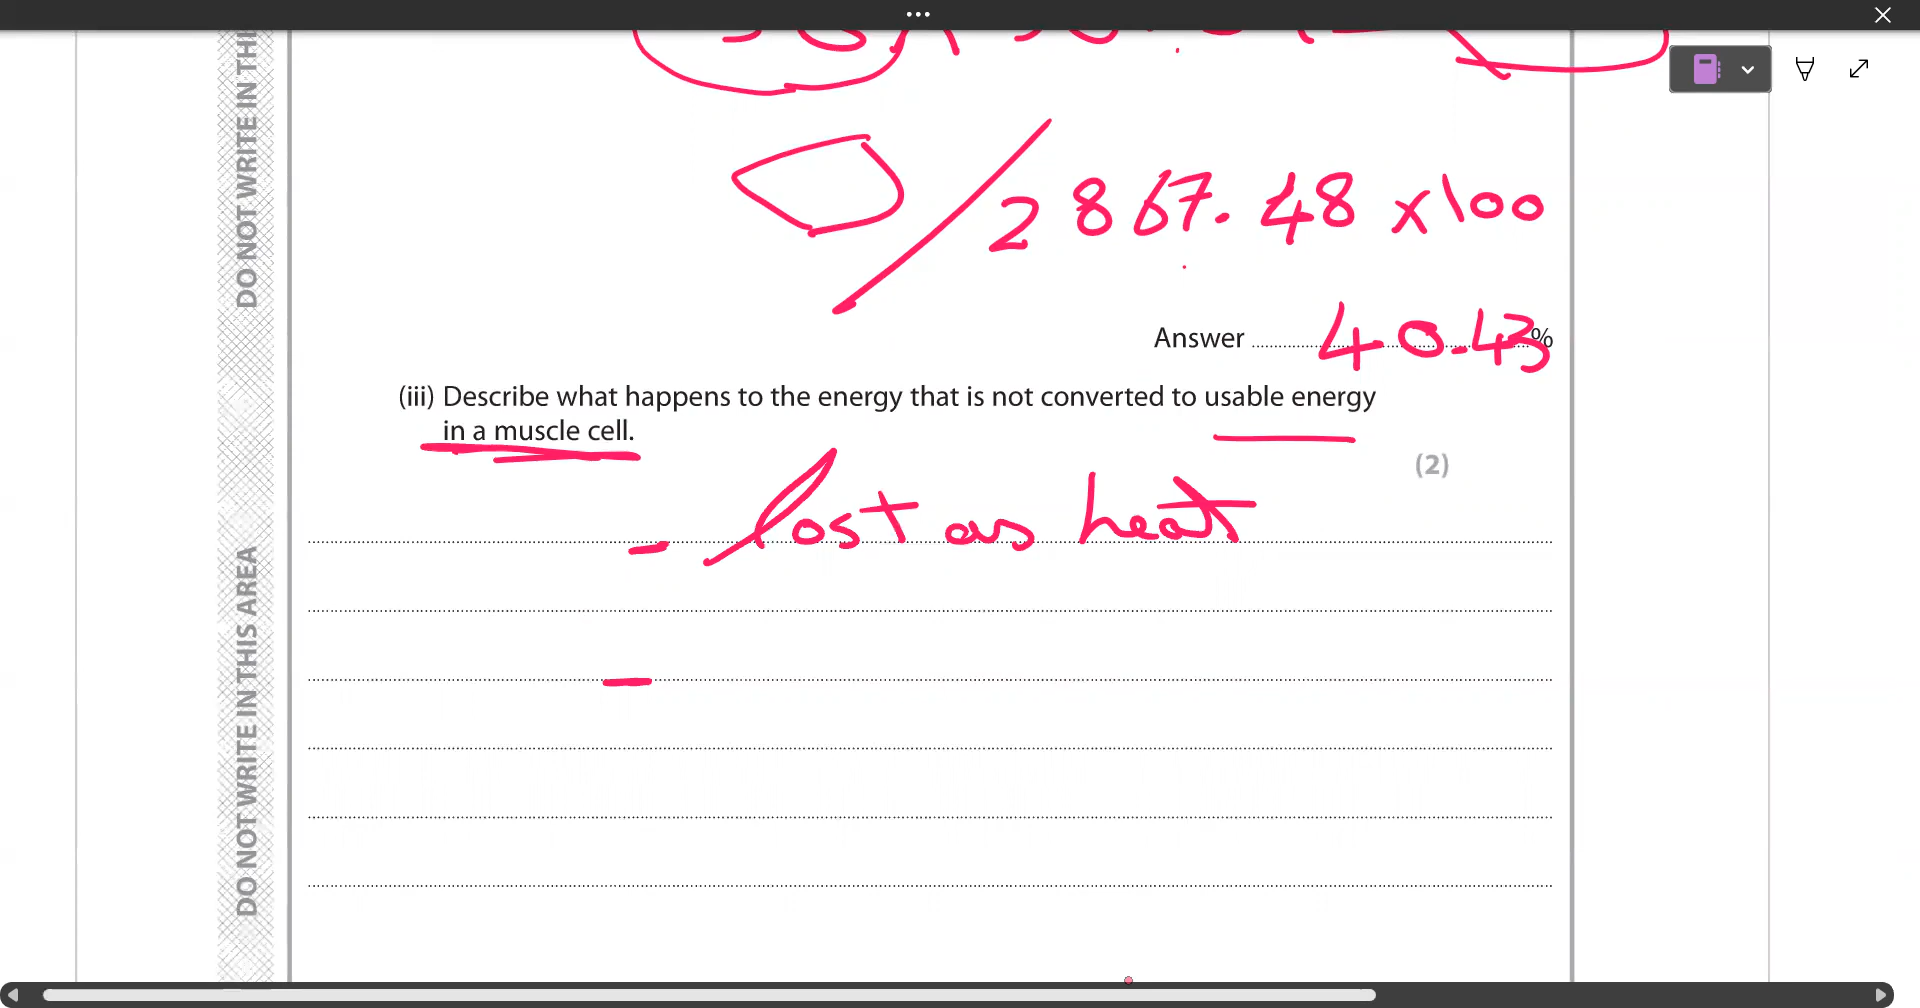 / 2867.48 x100
Answer 40.43 %
(iii) Describe what happens to the energy that is not converted to usable energy
in a muscle cell.
(2)
- lost as heat
-
DO NOT WRITE IN THI
DO NOT WRITE IN THIS AREA